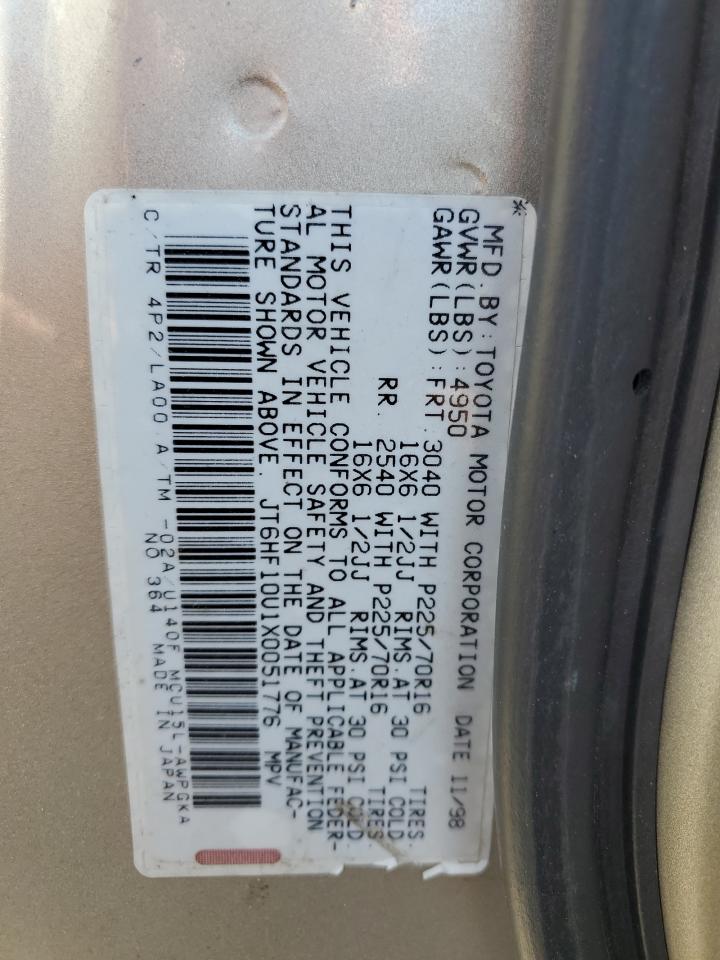 *
MFD.BY:TOYOTA MOTOR CORPORATION DATE 11/98
GVWR(LBS):4950
GAWR(LBS):FRT.3040 WITH P225/70R16 TIRES.
16X6 1/2JJ RIMS.AT 30 PSI COLD
RR. 2540 WITH P225/70R16 TIRES
16X6 1/2JJ RIMS.AT 30 PSI COLD
THIS VEHICLE CONFORMS TO ALL APPLICABLE FEDER-
AL MOTOR VEHICLE SAFETY AND THEFT PREVENTION
STANDARDS IN EFFECT ON THE DATE OF MANUFAC-
TURE SHOWN ABOVE. JT6HF10U1X0051776 MPV
C/TR 4P2/LA00 A/TM -02A/U140F MCU15L-AWPGKA
NO 364 MADE IN JAPAN